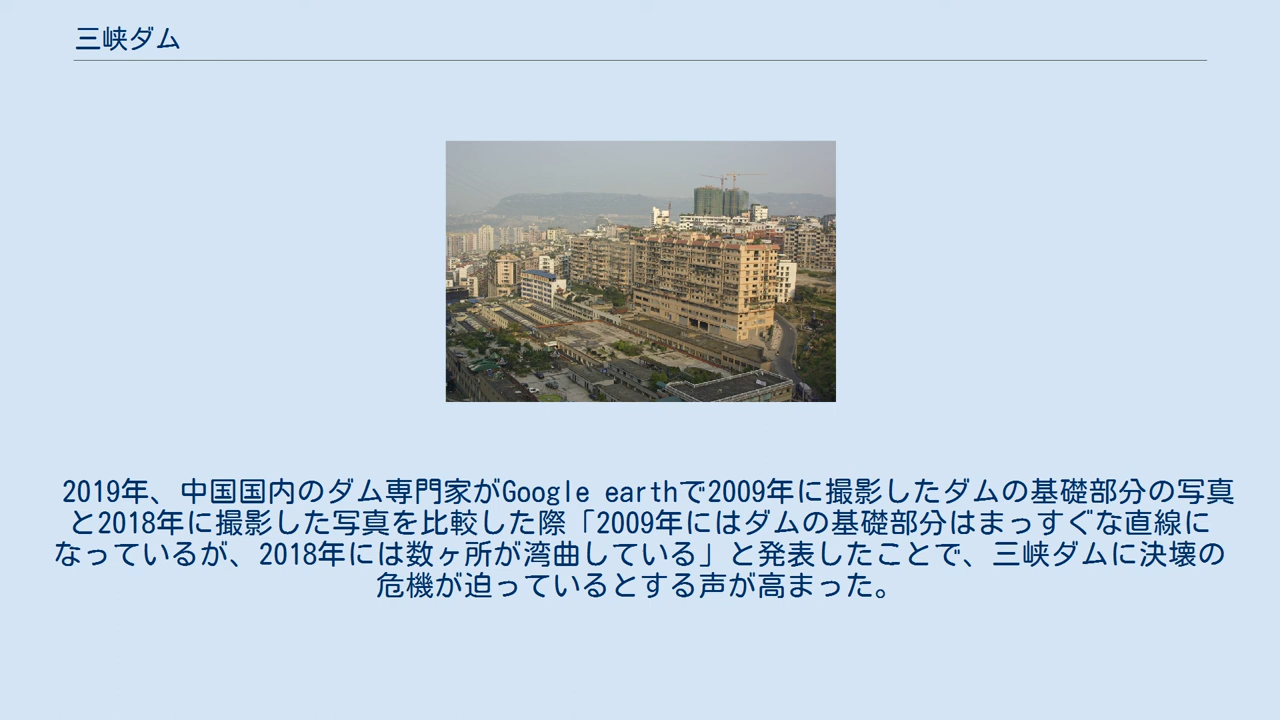 三峡ダム
2019年、中国国内のダム専門家がGoogle earthで2009年に撮影したダムの基礎部分の写真
と2018年に撮影した写真を比較した際「2009年にはダムの基礎部分はまっすぐな直線に
なっているが、2018年には数ヶ所が湾曲している」と発表したことで、三峡ダムに決壊の
危機が迫っているとする声が高まった。